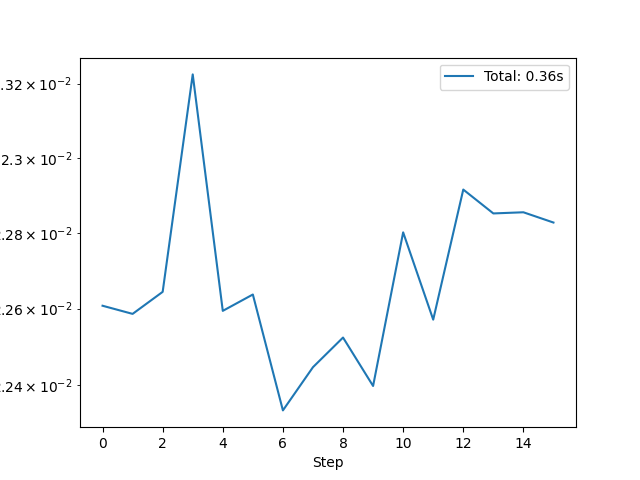 Total: 0.36s
.32 × 10⁻²
2.3 × 10⁻²
.28 × 10⁻²
.26 × 10⁻²
.24 × 10⁻²
0 2 4 6 8 10 12 14
Step